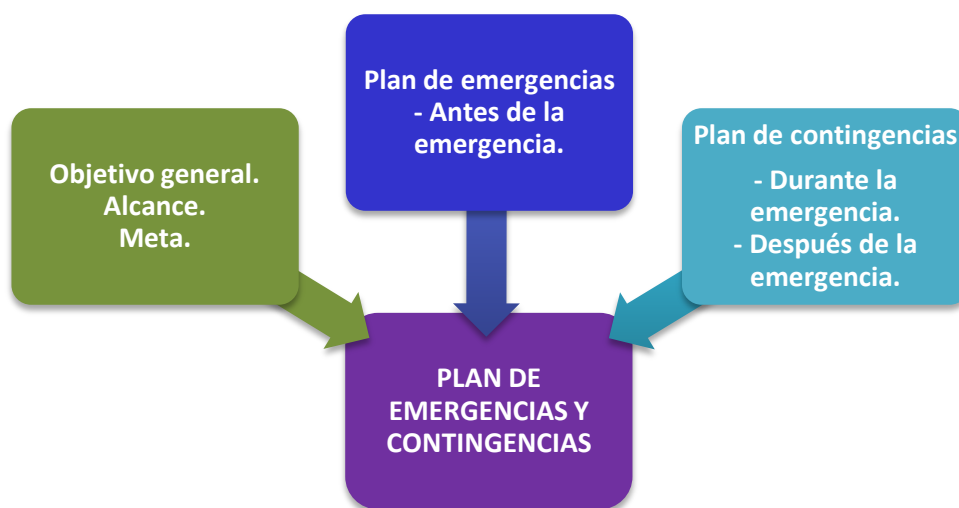 Objetivo general.
Alcance.
Meta.
Plan de emergencias
- Antes de la
emergencia.
Plan de contingencias
- Durante la
emergencia.
- Después de la
emergencia.
PLAN DE
EMERGENCIAS Y
CONTINGENCIAS